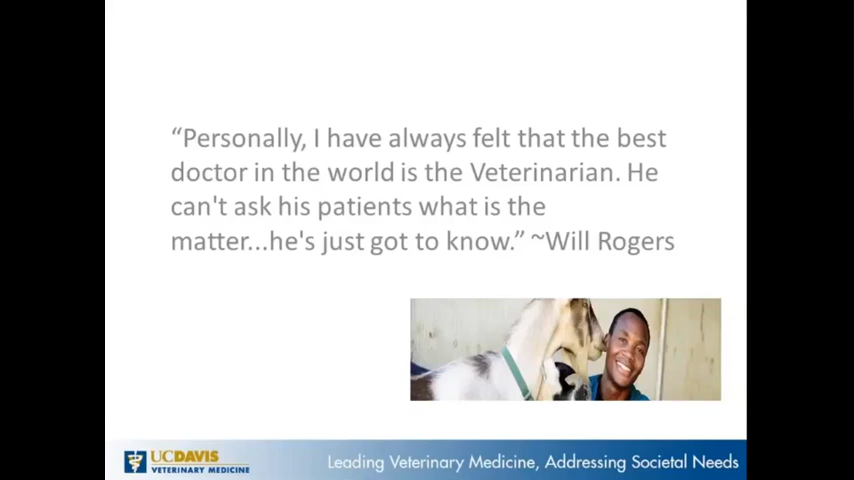 “Personally, I have always felt that the best
doctor in the world is the Veterinarian. He
can't ask his patients what is the
matter...he's just got to know.” ~Will Rogers
UCDAVIS
VETERINARY MEDICINE
Leading Veterinary Medicine, Addressing Societal Needs